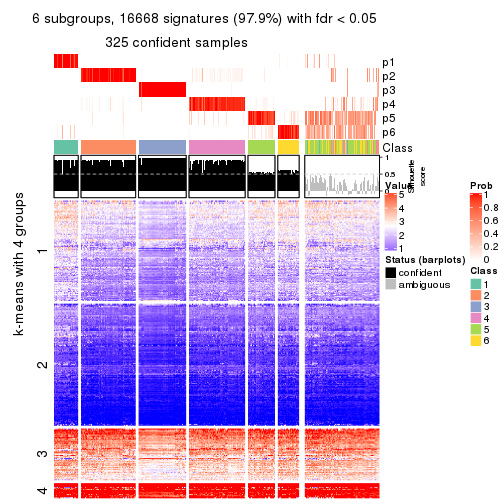 6 subgroups, 16668 signatures (97.9%) with fdr < 0.05
325 confident samples
p1
p2
p3
p4
p5
p6
Class
1
0.5
0
Silhouette
score
k-means with 4 groups
1
2
3
4
Value
5
4
3
2
1
Status (barplots)
confident
ambiguous
Prob
1
0.8
0.6
0.4
0.2
0
Class
1
2
3
4
5
6